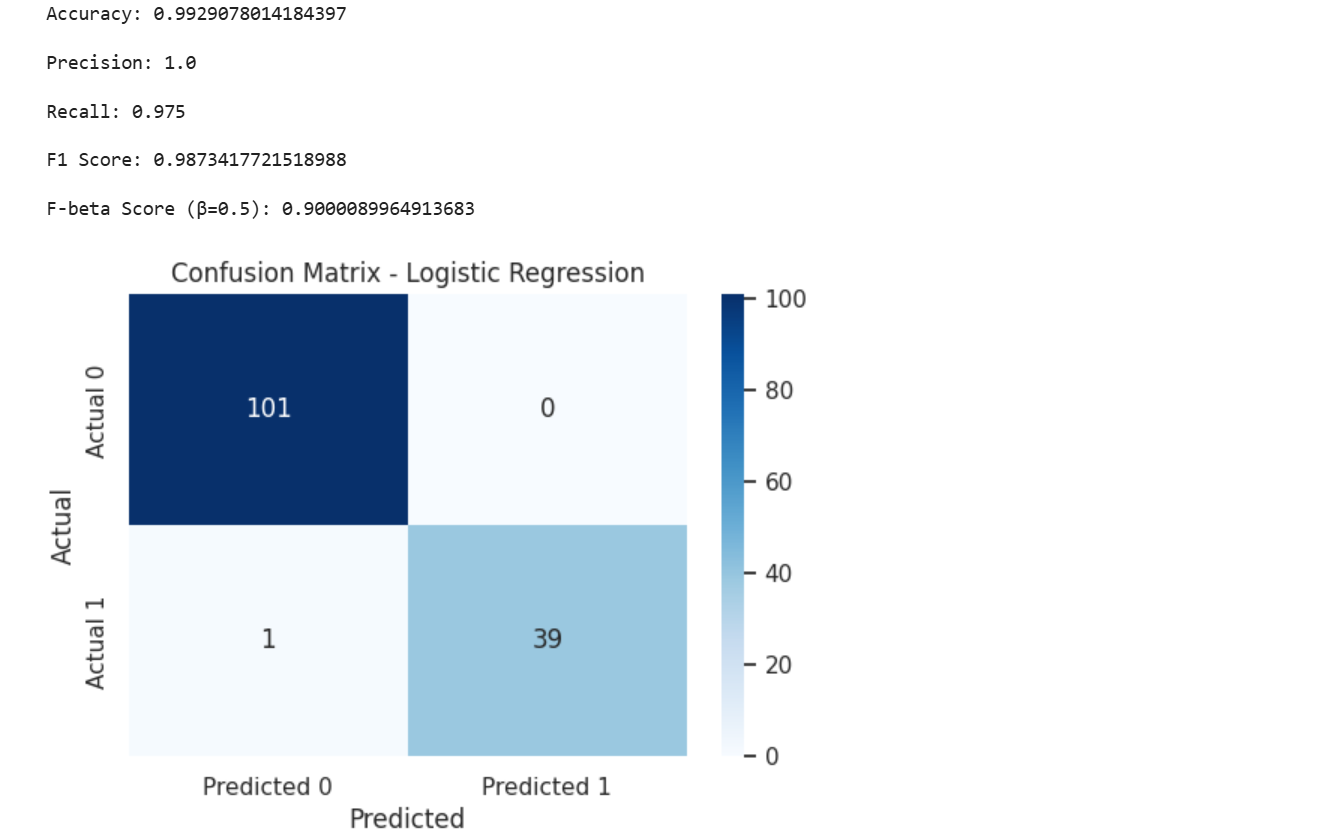 Accuracy: 0.9929078014184397
Precision: 1.0
Recall: 0.975
F1 Score: 0.9873417721518988
F-beta Score (β=0.5): 0.9000089964913683
Confusion Matrix - Logistic Regression
Actual
Actual 0
101
0
Actual 1
1
39
Predicted 0
Predicted 1
Predicted
100
80
60
40
20
0